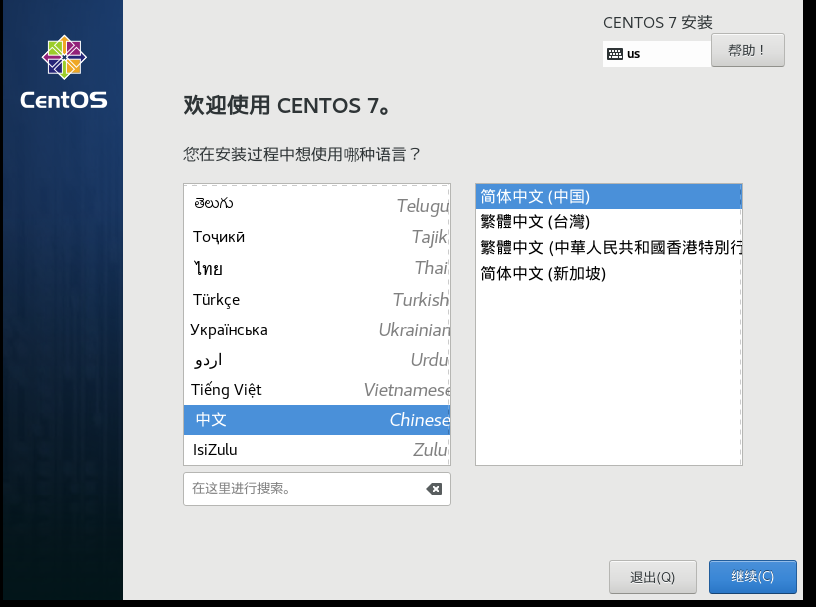 CentOS
CENTOS 7 安装
us
帮助！
欢迎使用 CENTOS 7。
您在安装过程中想使用哪种语言？
తెలుగు Telugu
Тоҷикӣ Tajik
ไทย Thai
Türkçe Turkish
Українська Ukrainian
اردو Urdu
Tiếng Việt Vietnamese
中文 Chinese
IsiZulu Zulu
简体中文 (中国)
繁體中文 (台灣)
繁體中文 (中華人民共和國香港特別行
简体中文 (新加坡)
在这里进行搜索。
退出(Q)
继续(C)